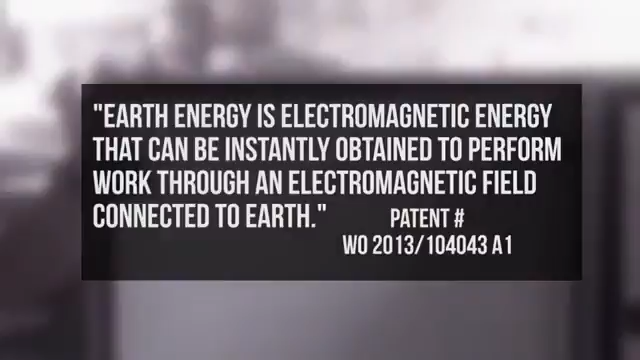 "EARTH ENERGY IS ELECTROMAGNETIC ENERGY
THAT CAN BE INSTANTLY OBTAINED TO PERFORM
WORK THROUGH AN ELECTROMAGNETIC FIELD
CONNECTED TO EARTH."
PATENT #
WO 2013/104043 A1